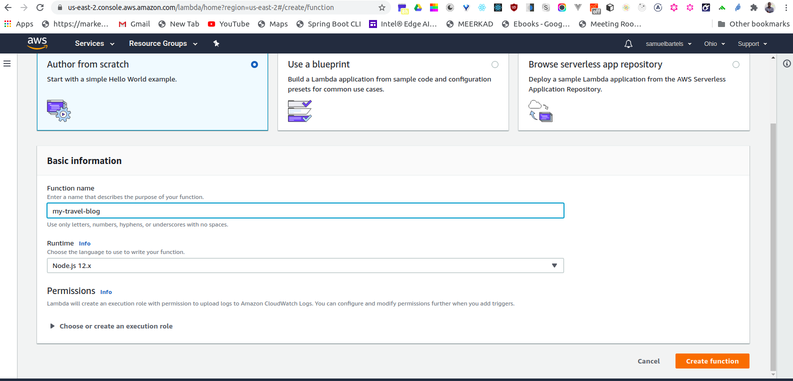 us-east-2.console.aws.amazon.com/lambda/home?region=us-east-2#/create/function
Apps https://marke... Gmail New Tab YouTube Maps Spring Boot CLI Intel® Edge AI... MEERKAD Ebooks - Goog... Meeting Roo... Other bookmarks
aws Services Resource Groups samuelbartels Ohio Support
Author from scratch
Start with a simple Hello World example.
Use a blueprint
Build a Lambda application from sample code and configuration
presets for common use cases.
Browse serverless app repository
Deploy a sample Lambda application from the AWS Serverless
Application Repository.
Basic information
Function name
Enter a name that describes the purpose of your function.
my-travel-blog
Use only letters, numbers, hyphens, or underscores with no spaces.
Runtime Info
Choose the language to use to write your function.
Node.js 12.x
Permissions Info
Lambda will create an execution role with permission to upload logs to Amazon CloudWatch Logs. You can configure and modify permissions further when you add triggers.
Choose or create an execution role
Cancel Create function